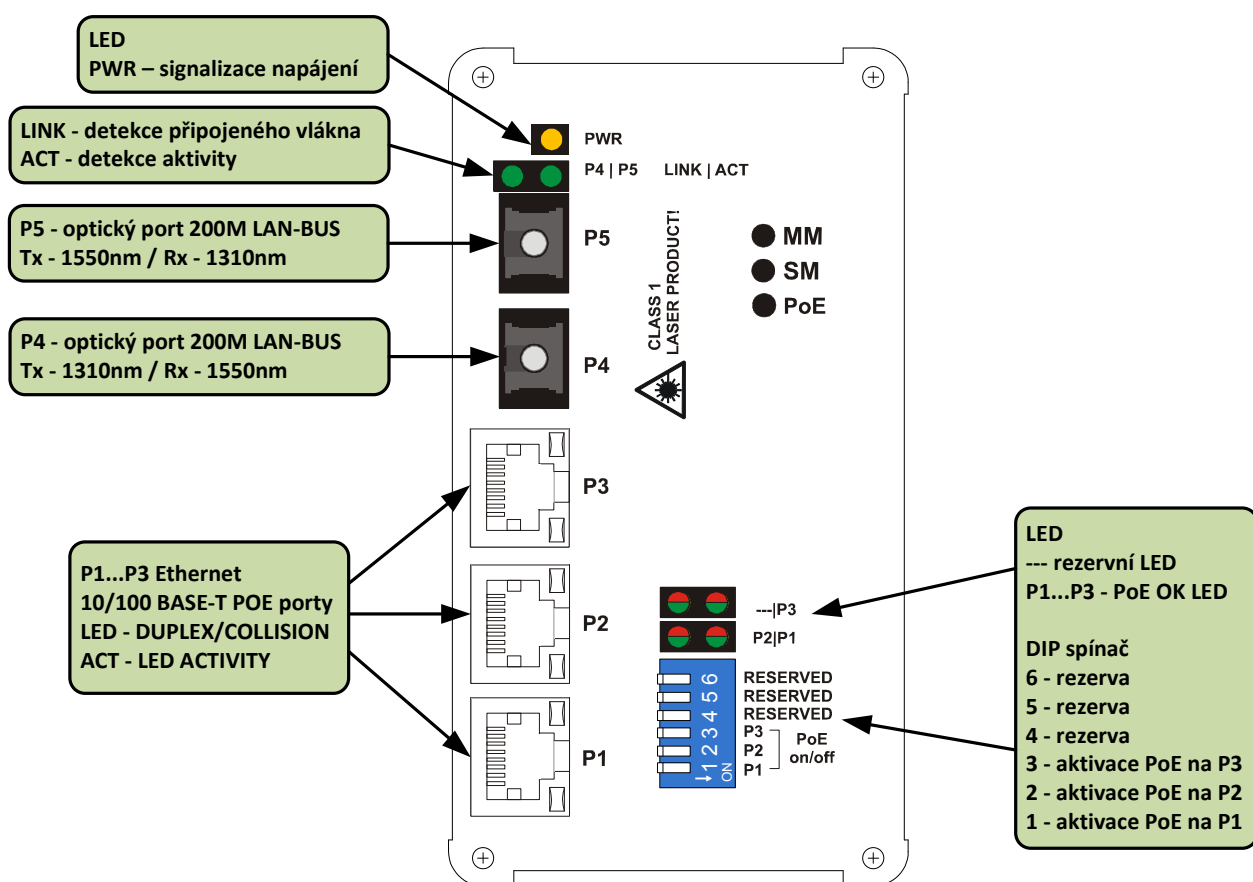 LED
PWR – signalizace napájení
LINK - detekce připojeného vlákna
ACT - detekce aktivity
P5 - optický port 200M LAN-BUS
Tx - 1550nm / Rx - 1310nm
P4 - optický port 200M LAN-BUS
Tx - 1310nm / Rx - 1550nm
P1...P3 Ethernet
10/100 BASE-T POE porty
LED - DUPLEX/COLLISION
ACT - LED ACTIVITY
PWR
P4 | P5 LINK | ACT
P5
P4
P3
P2
P1
MM
SM
PoE
CLASS 1
LASER PRODUCT!
---|P3
P2|P1
6 RESERVED
5 RESERVED
4 RESERVED
3 P3
2 P2
1 P1
PoE
on/off
ON
LED
--- rezervní LED
P1...P3 - PoE OK LED
DIP spínač
6 - rezerva
5 - rezerva
4 - rezerva
3 - aktivace PoE na P3
2 - aktivace PoE na P2
1 - aktivace PoE na P1